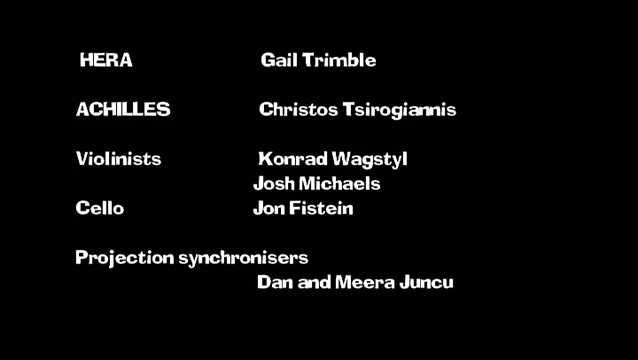 HERA Gail Trimble
ACHILLES Christos Tsirogiannis
Violinists Konrad Wagstyl
Josh Michaels
Cello Jon Fistein
Projection synchronisers
Dan and Meera Juncu